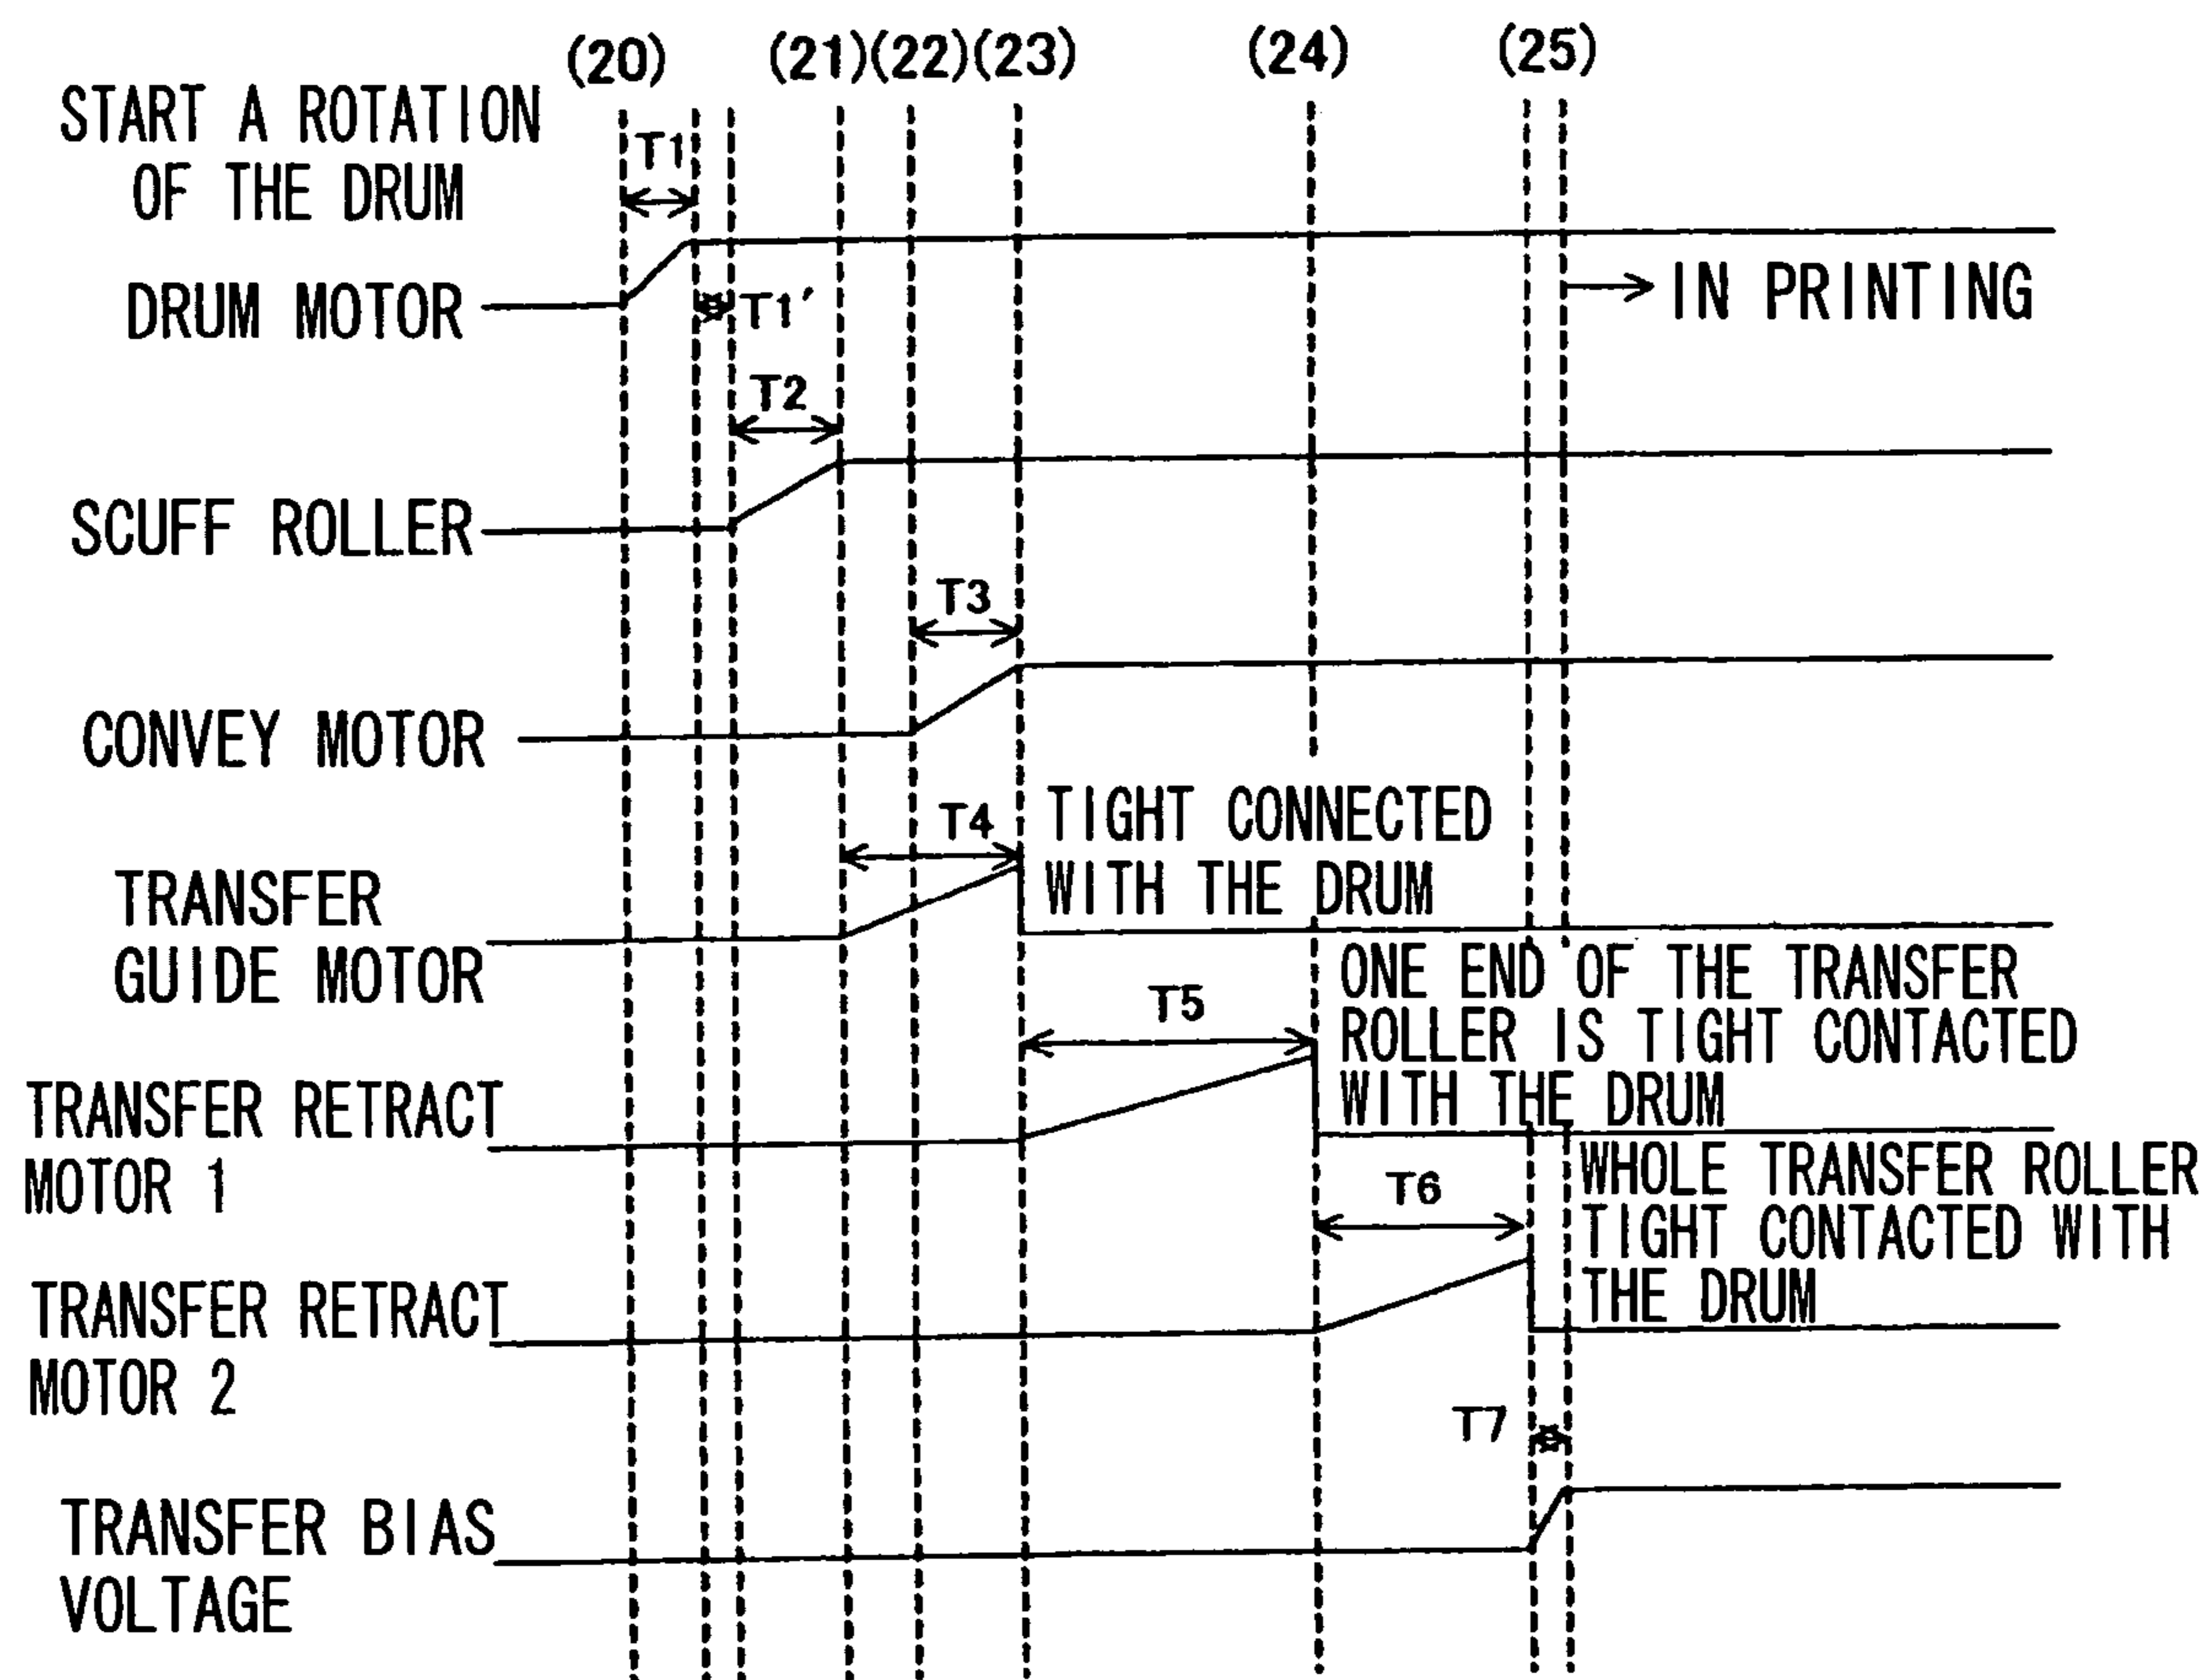 (20) (21)(22)(23) (24) (25)
START A ROTATION
OF THE DRUM
T1
DRUM MOTOR
T1′
IN PRINTING
T2
SCUFF ROLLER
T3
CONVEY MOTOR
T4
TIGHT CONNECTED
WITH THE DRUM
TRANSFER
GUIDE MOTOR
T5
ONE END OF THE TRANSFER
ROLLER IS TIGHT CONTACTED
WITH THE DRUM
TRANSFER RETRACT
MOTOR 1
T6
WHOLE TRANSFER ROLLER
TIGHT CONTACTED WITH
THE DRUM
TRANSFER RETRACT
MOTOR 2
T7
TRANSFER BIAS
VOLTAGE